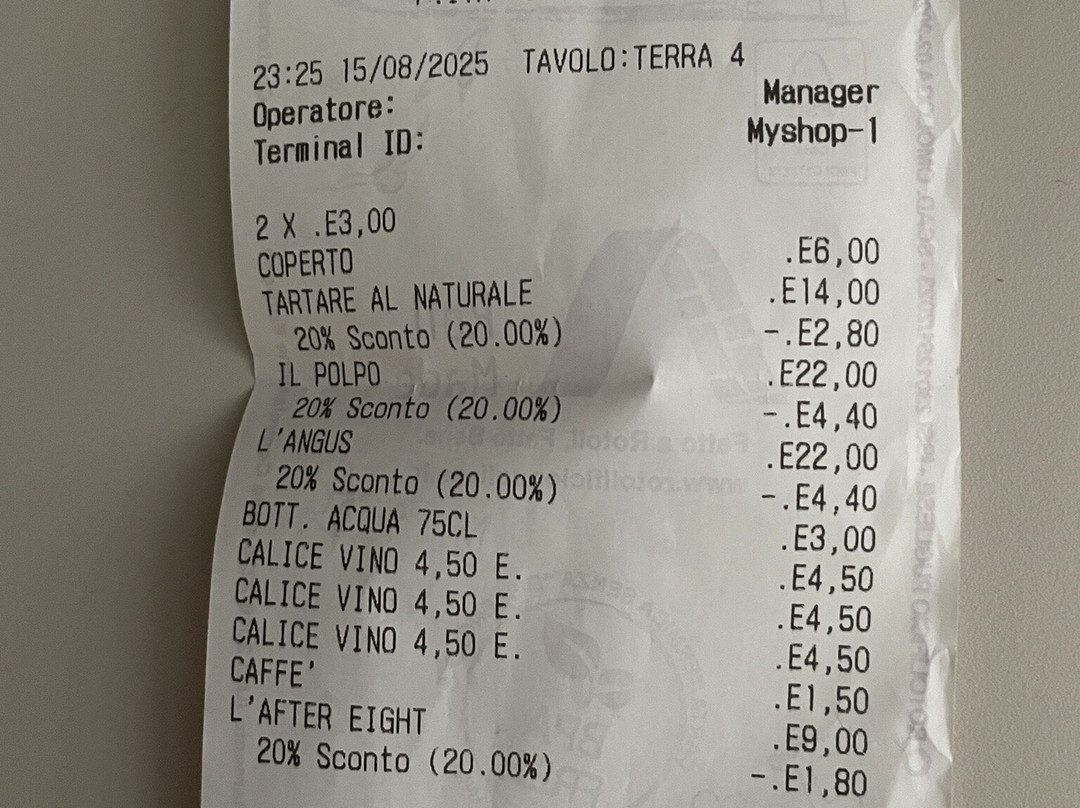 23:25 15/08/2025 TAVOLO:TERRA 4
Operatore: Manager
Terminal ID: Myshop-1
2 X .E3,00
COPERTO .E6,00
TARTARE AL NATURALE .E14,00
20% Sconto (20.00%) -.E2,80
IL POLPO .E22,00
20% Sconto (20.00%) -.E4,40
L'ANGUS .E22,00
20% Sconto (20.00%) -.E4,40
BOTT. ACQUA 75CL .E3,00
CALICE VINO 4,50 E. .E4,50
CALICE VINO 4,50 E. .E4,50
CALICE VINO 4,50 E. .E4,50
CAFFE' .E1,50
L'AFTER EIGHT .E9,00
20% Sconto (20.00%) -.E1,80